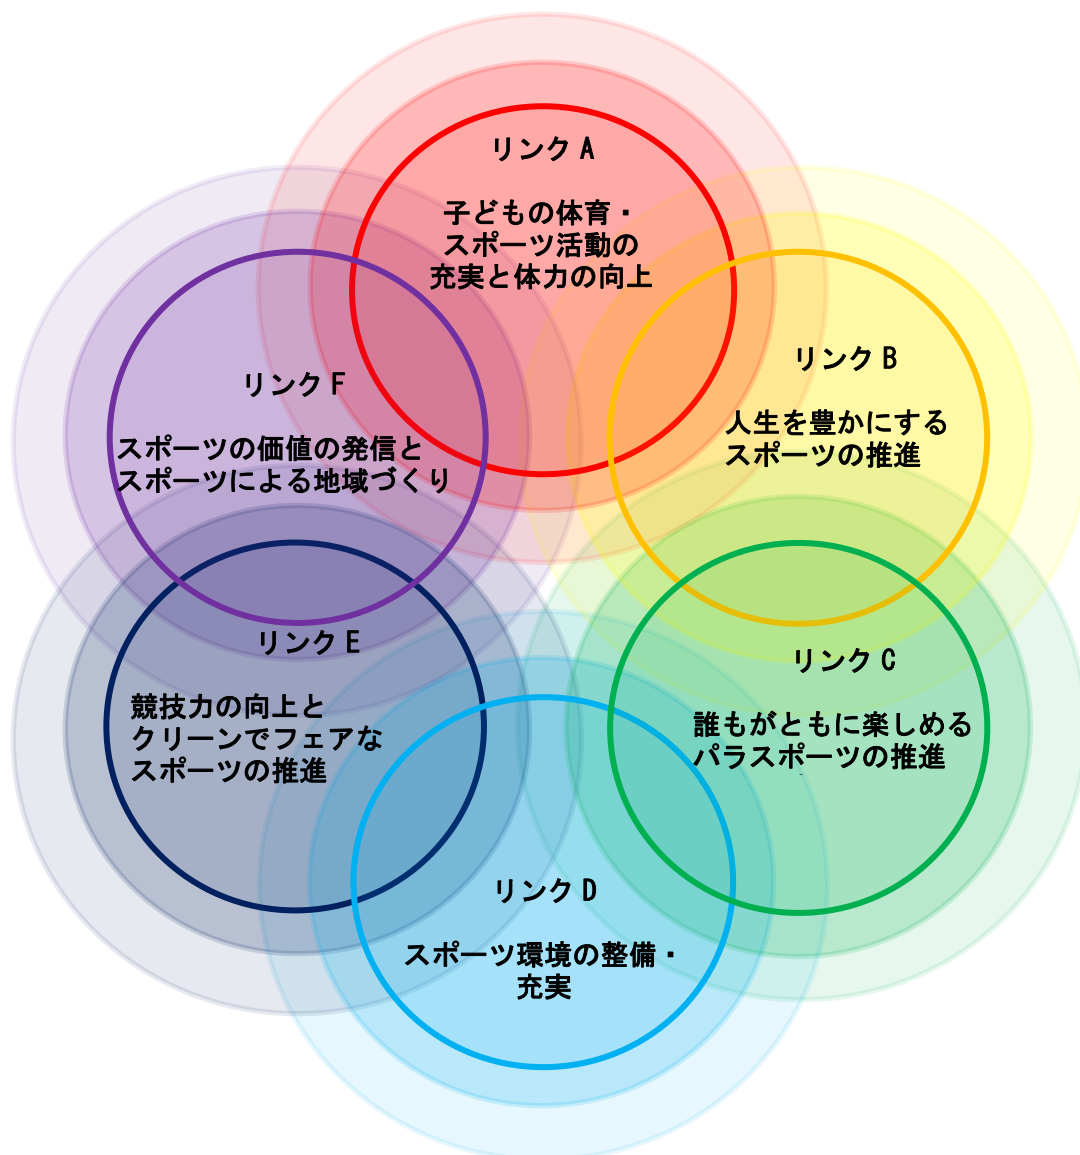 リンクA
子どもの体育・
スポーツ活動の
充実と体力の向上
リンクB
人生を豊かにする
スポーツの推進
リンクC
誰もがともに楽しめる
パラスポーツの推進
リンクD
スポーツ環境の整備・
充実
リンクE
競技力の向上と
クリーンでフェアな
スポーツの推進
リンクF
スポーツの価値の発信と
スポーツによる地域づくり